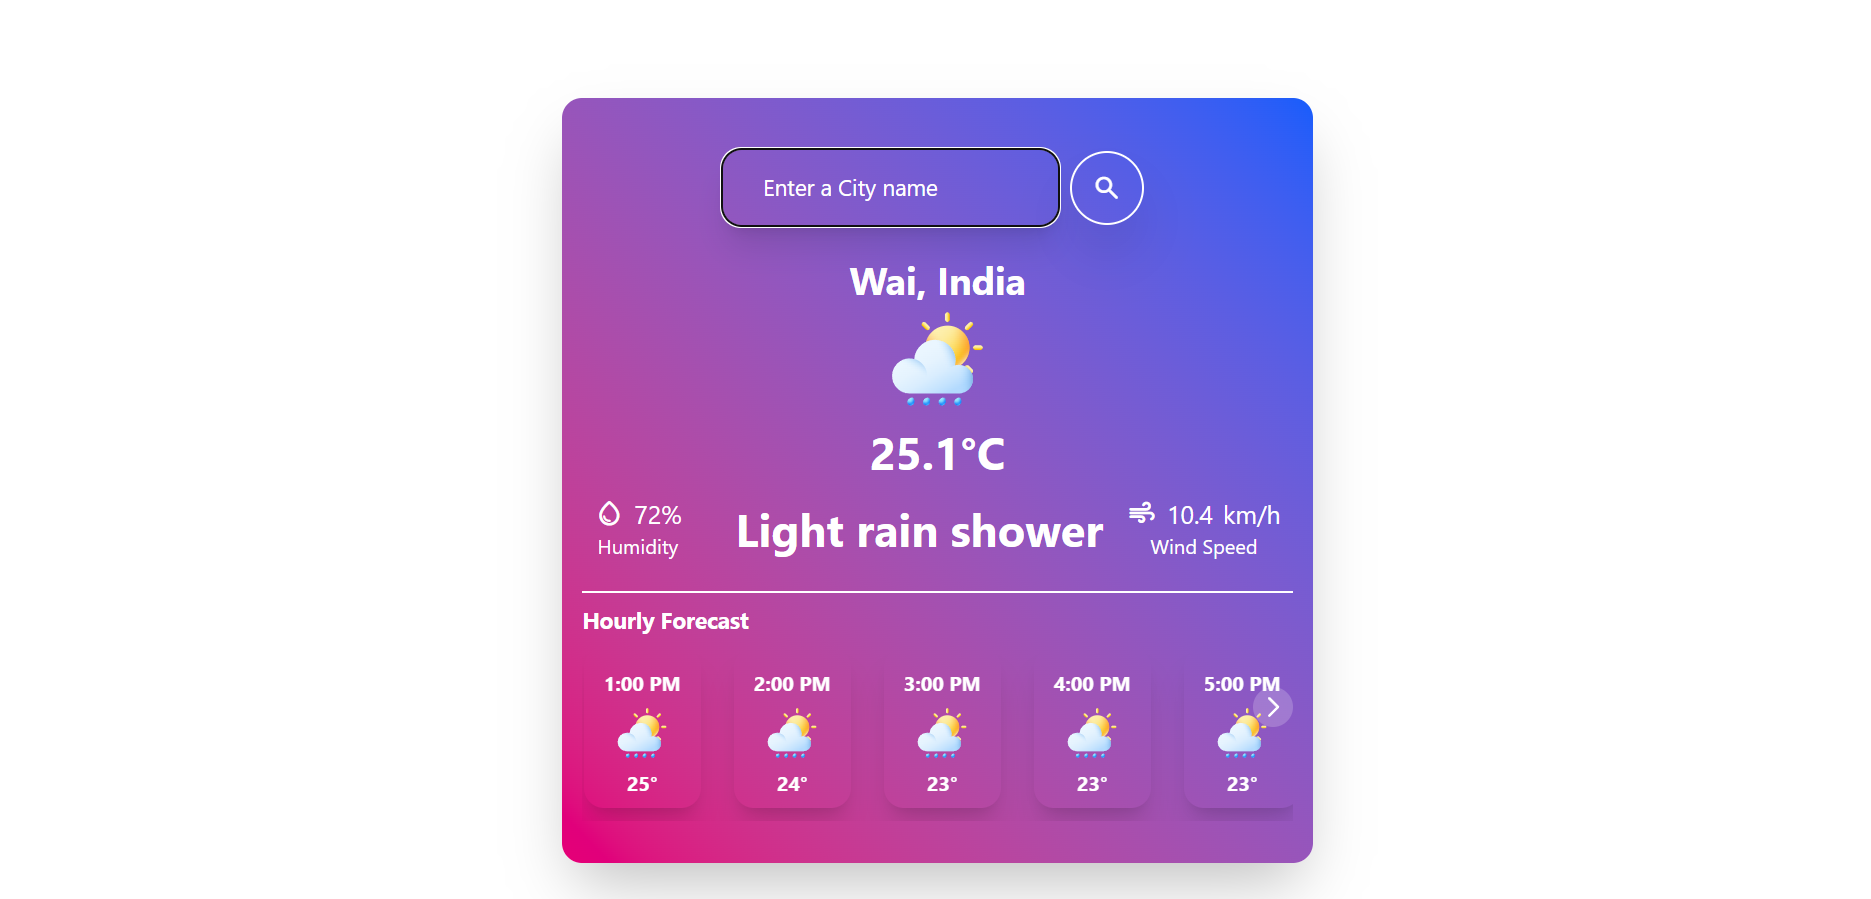 Enter a City name
Wai, India
25.1°C
72%
Humidity
Light rain shower
10.4 km/h
Wind Speed
Hourly Forecast
1:00 PM 2:00 PM 3:00 PM 4:00 PM 5:00 PM
25° 24° 23° 23° 23°